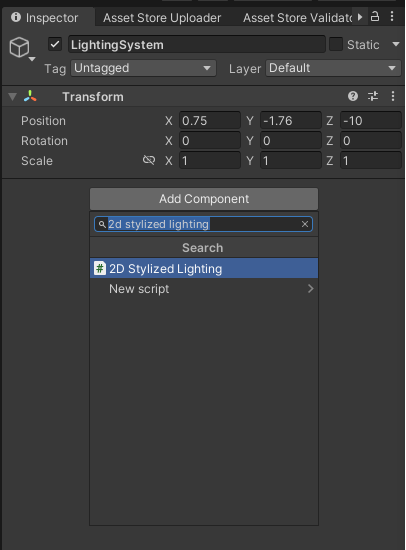 Inspector Asset Store Uploader Asset Store Validato
LightingSystem Static
Tag Untagged Layer Default
Transform
Position X 0.75 Y -1.76 Z -10
Rotation X 0 Y 0 Z 0
Scale X 1 Y 1 Z 1
Add Component
2d stylized lighting
Search
# 2D Stylized Lighting
New script